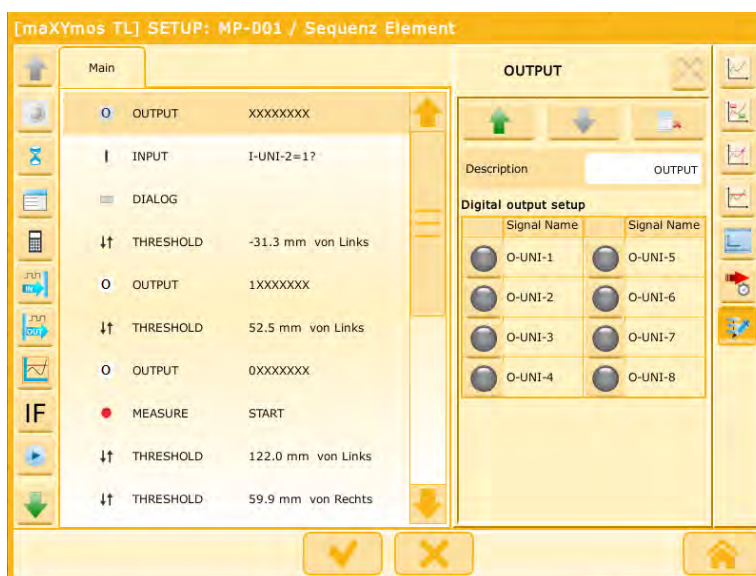 [maXYmos TL] SETUP: MP-001 / Sequenz Element
Main
O OUTPUT XXXXXXXX
I INPUT I-UNI-2=1?
DIALOG
↓↑ THRESHOLD -31.3 mm von Links
O OUTPUT 1XXXXXXX
↓↑ THRESHOLD 52.5 mm von Links
O OUTPUT 0XXXXXXX
MEASURE START
↓↑ THRESHOLD 122.0 mm von Links
↓↑ THRESHOLD 59.9 mm von Rechts
IN
OUT
IF
OUTPUT
Description OUTPUT
Digital output setup
Signal Name Signal Name
O-UNI-1 O-UNI-5
O-UNI-2 O-UNI-6
O-UNI-3 O-UNI-7
O-UNI-4 O-UNI-8